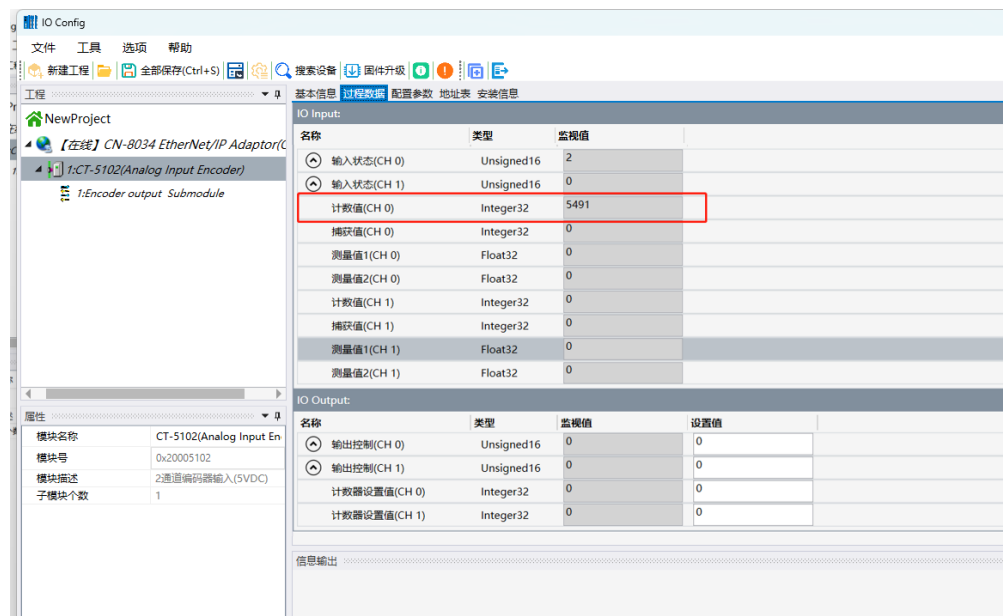 IO Config
文件 工具 选项 帮助
新建工程 全部保存(Ctrl+S) 搜索设备 固件升级
工程
NewProject
【在线】CN-8034 EtherNet/IP Adaptor(
1:CT-5102(Analog Input Encoder)
1:Encoder output Submodule
基本信息 过程数据 配置参数 地址表 安装信息
IO Input:
名称 类型 监视值
输入状态(CH 0) Unsigned16 2
输入状态(CH 1) Unsigned16 0
计数值(CH 0) Integer32 5491
捕获值(CH 0) Integer32 0
测量值1(CH 0) Float32 0
测量值2(CH 0) Float32 0
计数值(CH 1) Integer32 0
捕获值(CH 1) Integer32 0
测量值1(CH 1) Float32 0
测量值2(CH 1) Float32 0
IO Output:
名称 类型 监视值 设置值
输出控制(CH 0) Unsigned16 0 0
输出控制(CH 1) Unsigned16 0 0
计数器设置值(CH 0) Integer32 0 0
计数器设置值(CH 1) Integer32 0 0
属性
模块名称 CT-5102(Analog Input En
模块号 0x20005102
模块描述 2通道编码器输入(5VDC)
子模块个数 1
信息输出